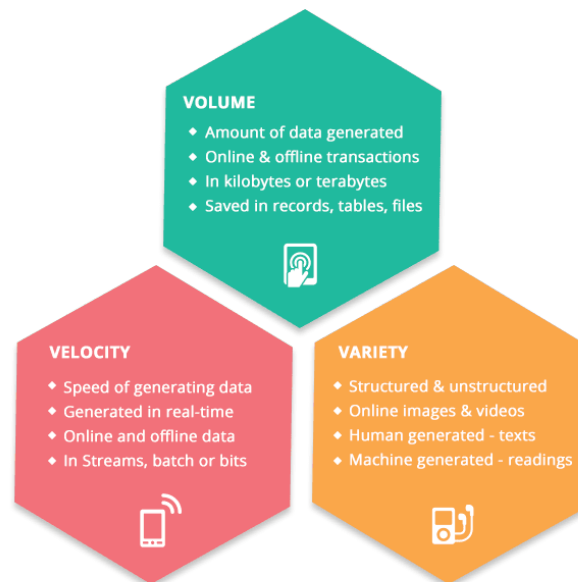 VOLUME
◆ Amount of data generated
◆ Online & offline transactions
◆ In kilobytes or terabytes
◆ Saved in records, tables, files
VELOCITY
◆ Speed of generating data
◆ Generated in real-time
◆ Online and offline data
◆ In Streams, batch or bits
VARIETY
◆ Structured & unstructured
◆ Online images & videos
◆ Human generated - texts
◆ Machine generated - readings